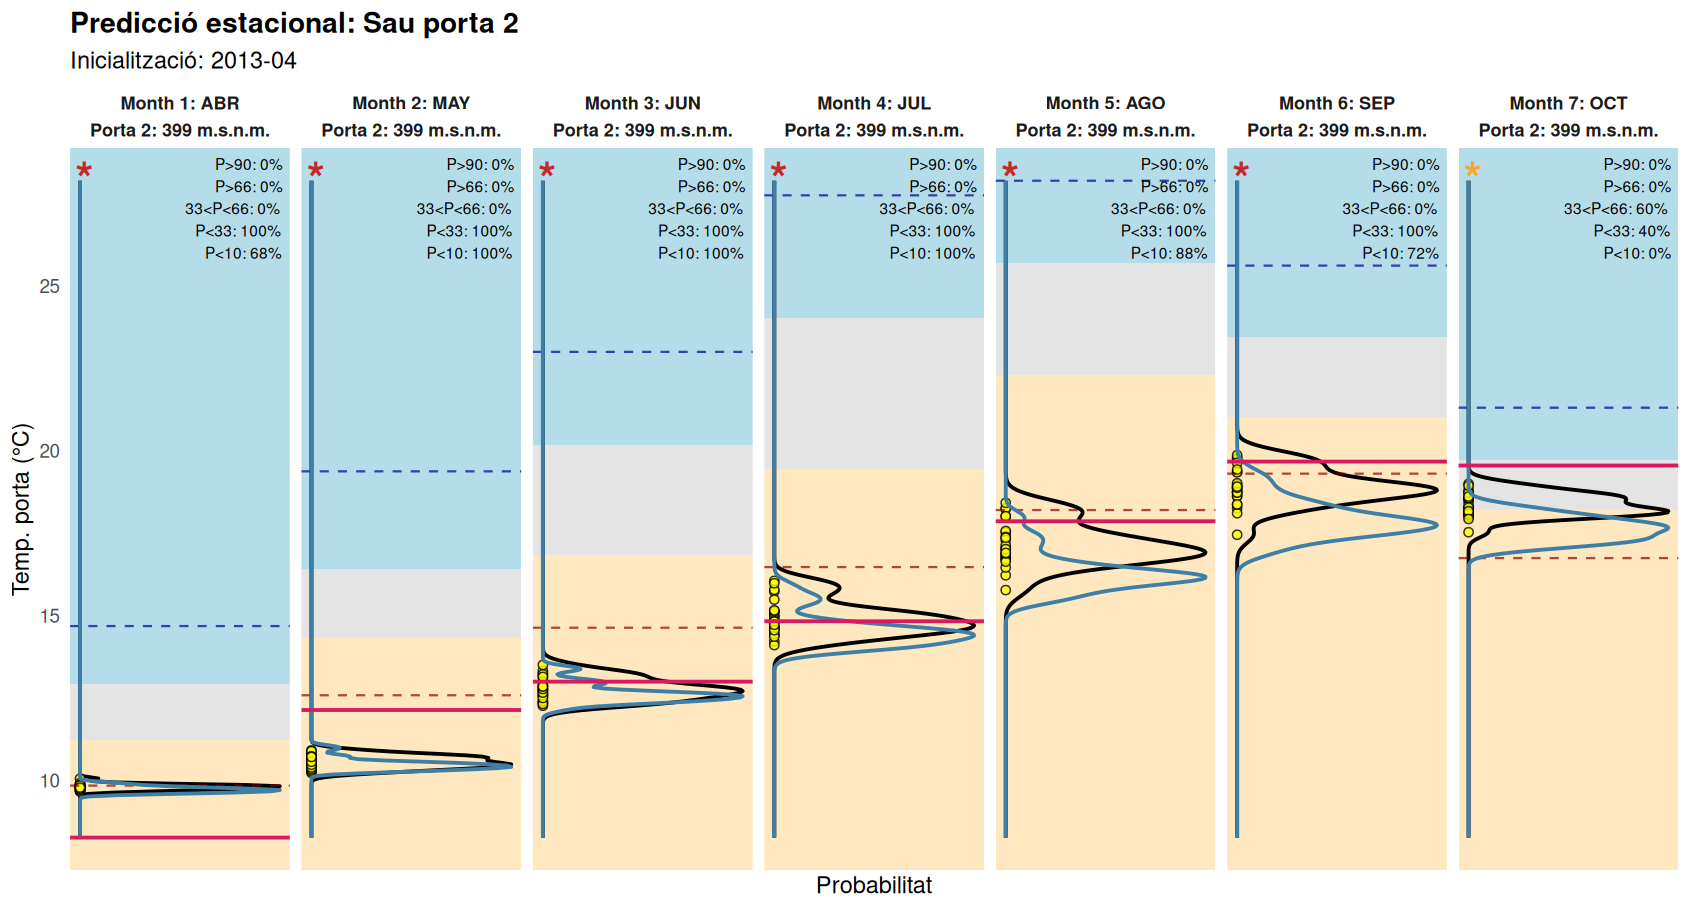 Predicció estacional: Sau porta 2
Inicialització: 2013-04
Month 1: ABR
Porta 2: 399 m.s.n.m.
P>90: 0%
P>66: 0%
33<P<66: 0%
P<33: 100%
P<10: 68%
Month 2: MAY
Porta 2: 399 m.s.n.m.
P>90: 0%
P>66: 0%
33<P<66: 0%
P<33: 100%
P<10: 100%
Month 3: JUN
Porta 2: 399 m.s.n.m.
P>90: 0%
P>66: 0%
33<P<66: 0%
P<33: 100%
P<10: 100%
Month 4: JUL
Porta 2: 399 m.s.n.m.
P>90: 0%
P>66: 0%
33<P<66: 0%
P<33: 100%
P<10: 100%
Month 5: AGO
Porta 2: 399 m.s.n.m.
P>90: 0%
P>66: 0%
33<P<66: 0%
P<33: 100%
P<10: 88%
Month 6: SEP
Porta 2: 399 m.s.n.m.
P>90: 0%
P>66: 0%
33<P<66: 0%
P<33: 100%
P<10: 72%
Month 7: OCT
Porta 2: 399 m.s.n.m.
P>90: 0%
P>66: 0%
33<P<66: 60%
P<33: 40%
P<10: 0%
Temp. porta (°C)
25
20
15
10
Probabilitat